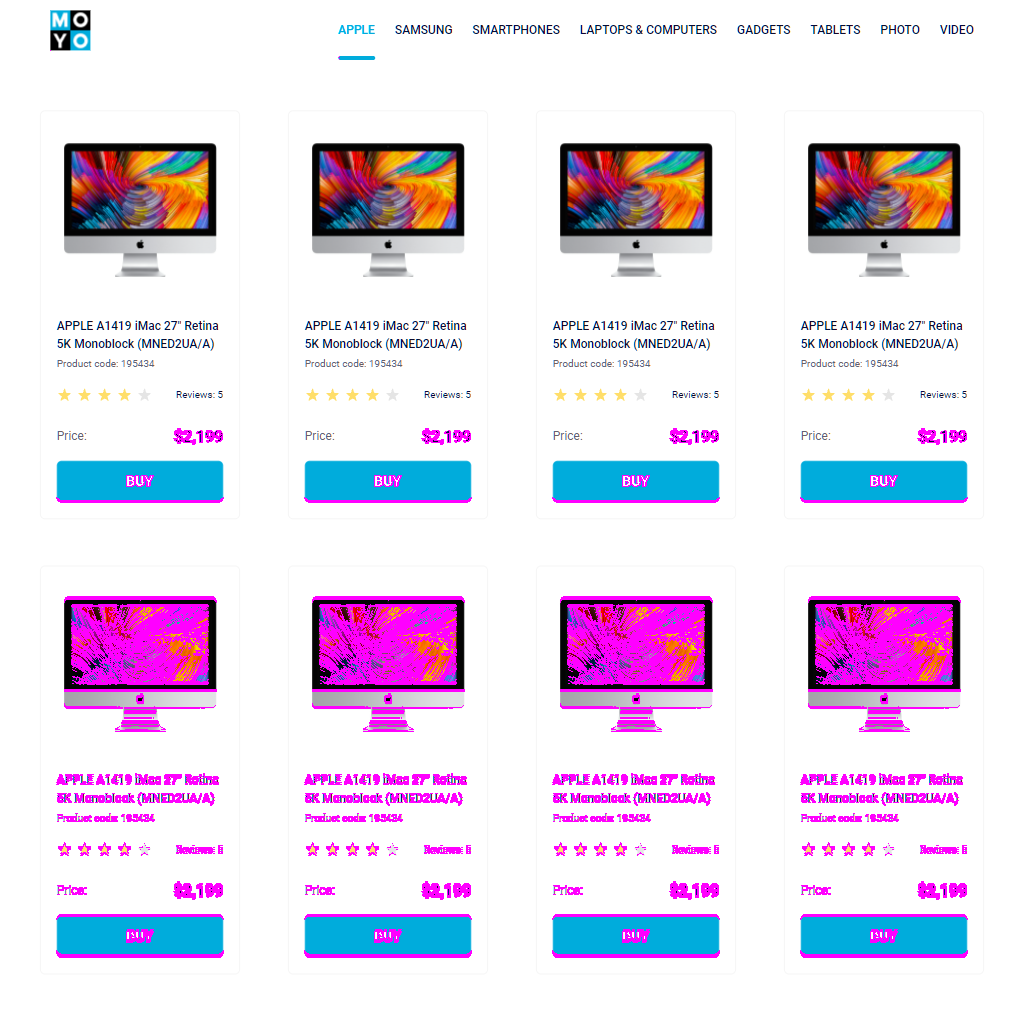 MO
YO
APPLE SAMSUNG SMARTPHONES LAPTOPS & COMPUTERS GADGETS TABLETS PHOTO VIDEO
APPLE A1419 iMac 27" Retina APPLE A1419 iMac 27" Retina APPLE A1419 iMac 27" Retina APPLE A1419 iMac 27" Retina
5K Monoblock (MNED2UA/A) 5K Monoblock (MNED2UA/A) 5K Monoblock (MNED2UA/A) 5K Monoblock (MNED2UA/A)
Product code: 195434 Product code: 195434 Product code: 195434 Product code: 195434
Reviews: 5 Reviews: 5 Reviews: 5 Reviews: 5
Price: $2,199 Price: $2,199 Price: $2,199 Price: $2,199
BUY BUY BUY BUY
APPLE A1419 iMac 27" Retina APPLE A1419 iMac 27" Retina APPLE A1419 iMac 27" Retina APPLE A1419 iMac 27" Retina
5K Monoblock (MNED2UA/A) 5K Monoblock (MNED2UA/A) 5K Monoblock (MNED2UA/A) 5K Monoblock (MNED2UA/A)
Product code: 195434 Product code: 195434 Product code: 195434 Product code: 195434
Reviews: 5 Reviews: 5 Reviews: 5 Reviews: 5
Price: $2,199 Price: $2,199 Price: $2,199 Price: $2,199
BUY BUY BUY BUY